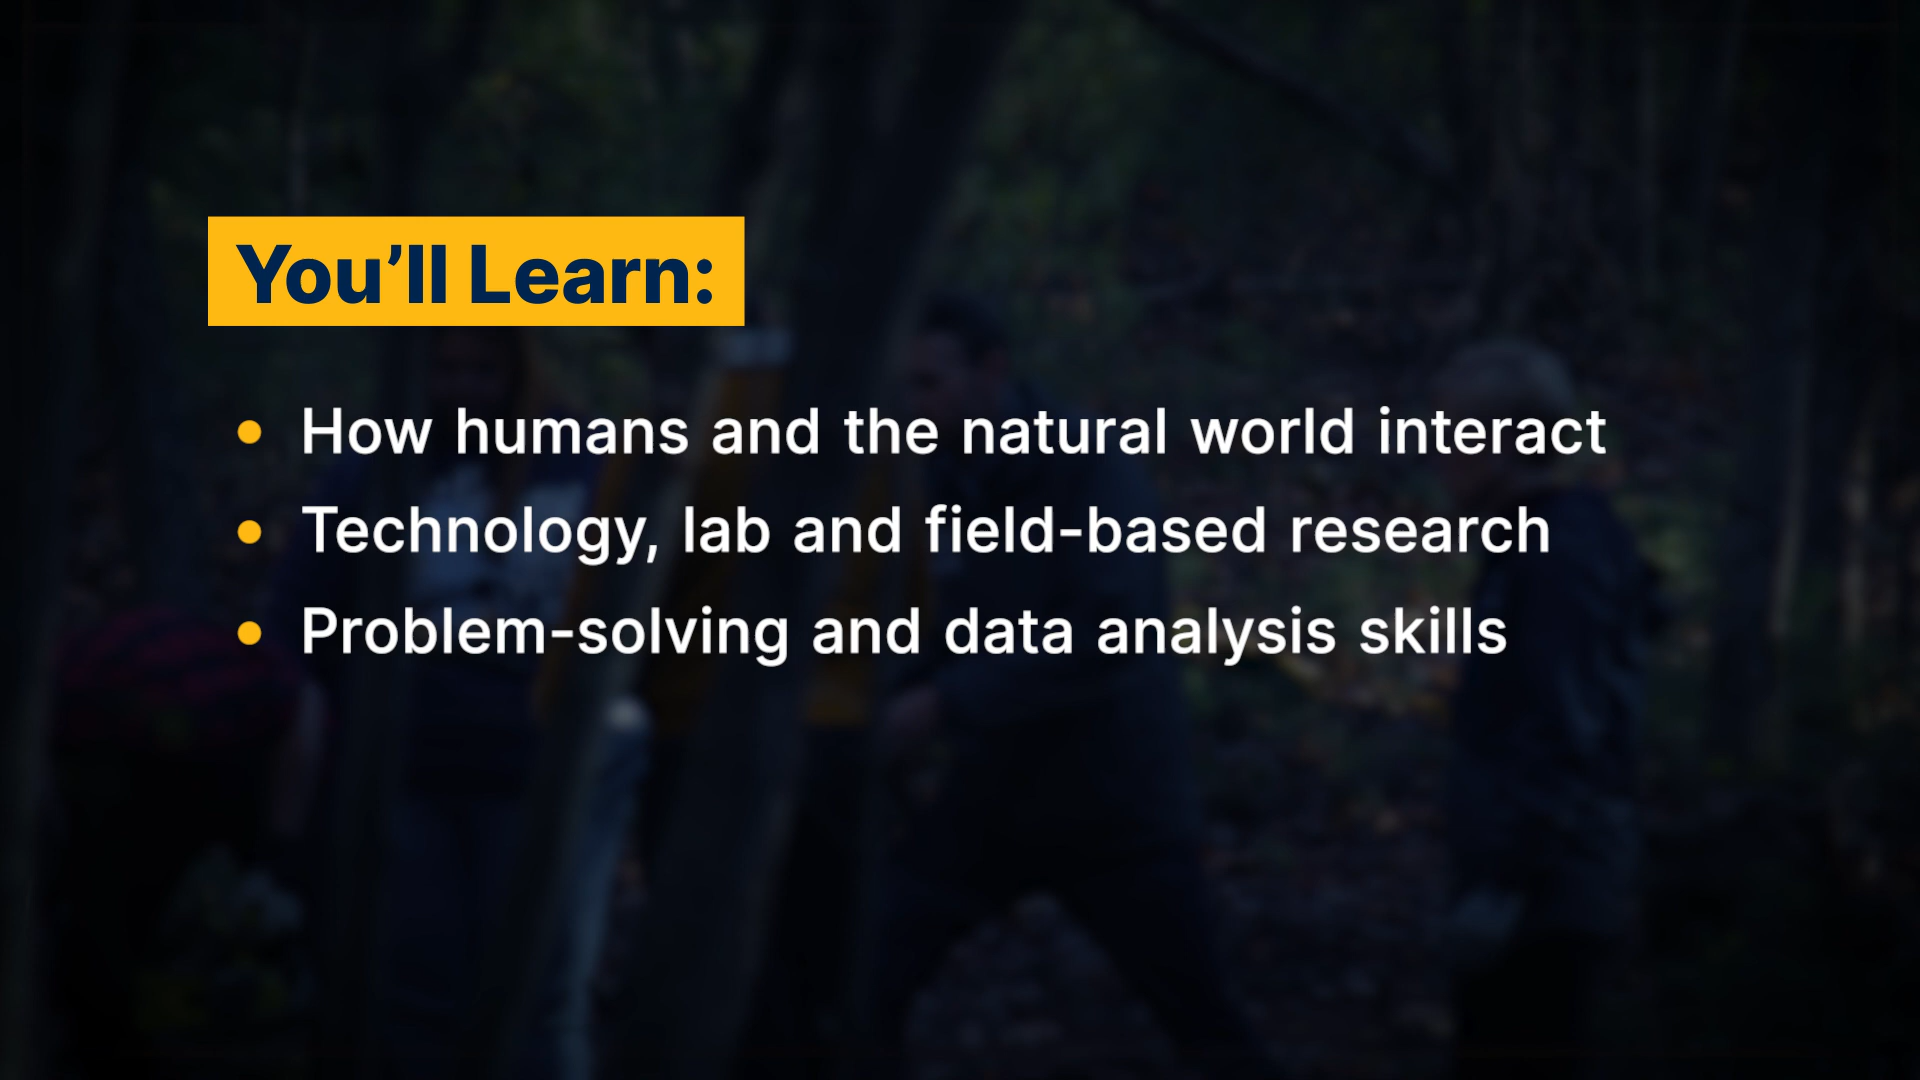 You’ll Learn:
• How humans and the natural world interact
• Technology, lab and field-based research
• Problem-solving and data analysis skills